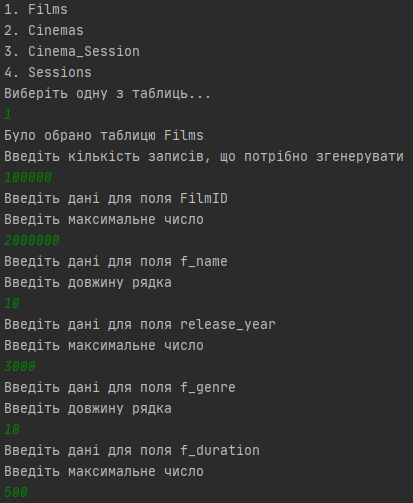 1. Films
2. Cinemas
3. Cinema_Session
4. Sessions
Виберіть одну з таблиць...
1
Було обрано таблицю Films
Введіть кількість записів, що потрібно згенерувати
100000
Введіть дані для поля FilmID
Введіть максимальне число
2000000
Введіть дані для поля f_name
Введіть довжину рядка
10
Введіть дані для поля release_year
Введіть максимальне число
3000
Введіть дані для поля f_genre
Введіть довжину рядка
10
Введіть дані для поля f_duration
Введіть максимальне число
500